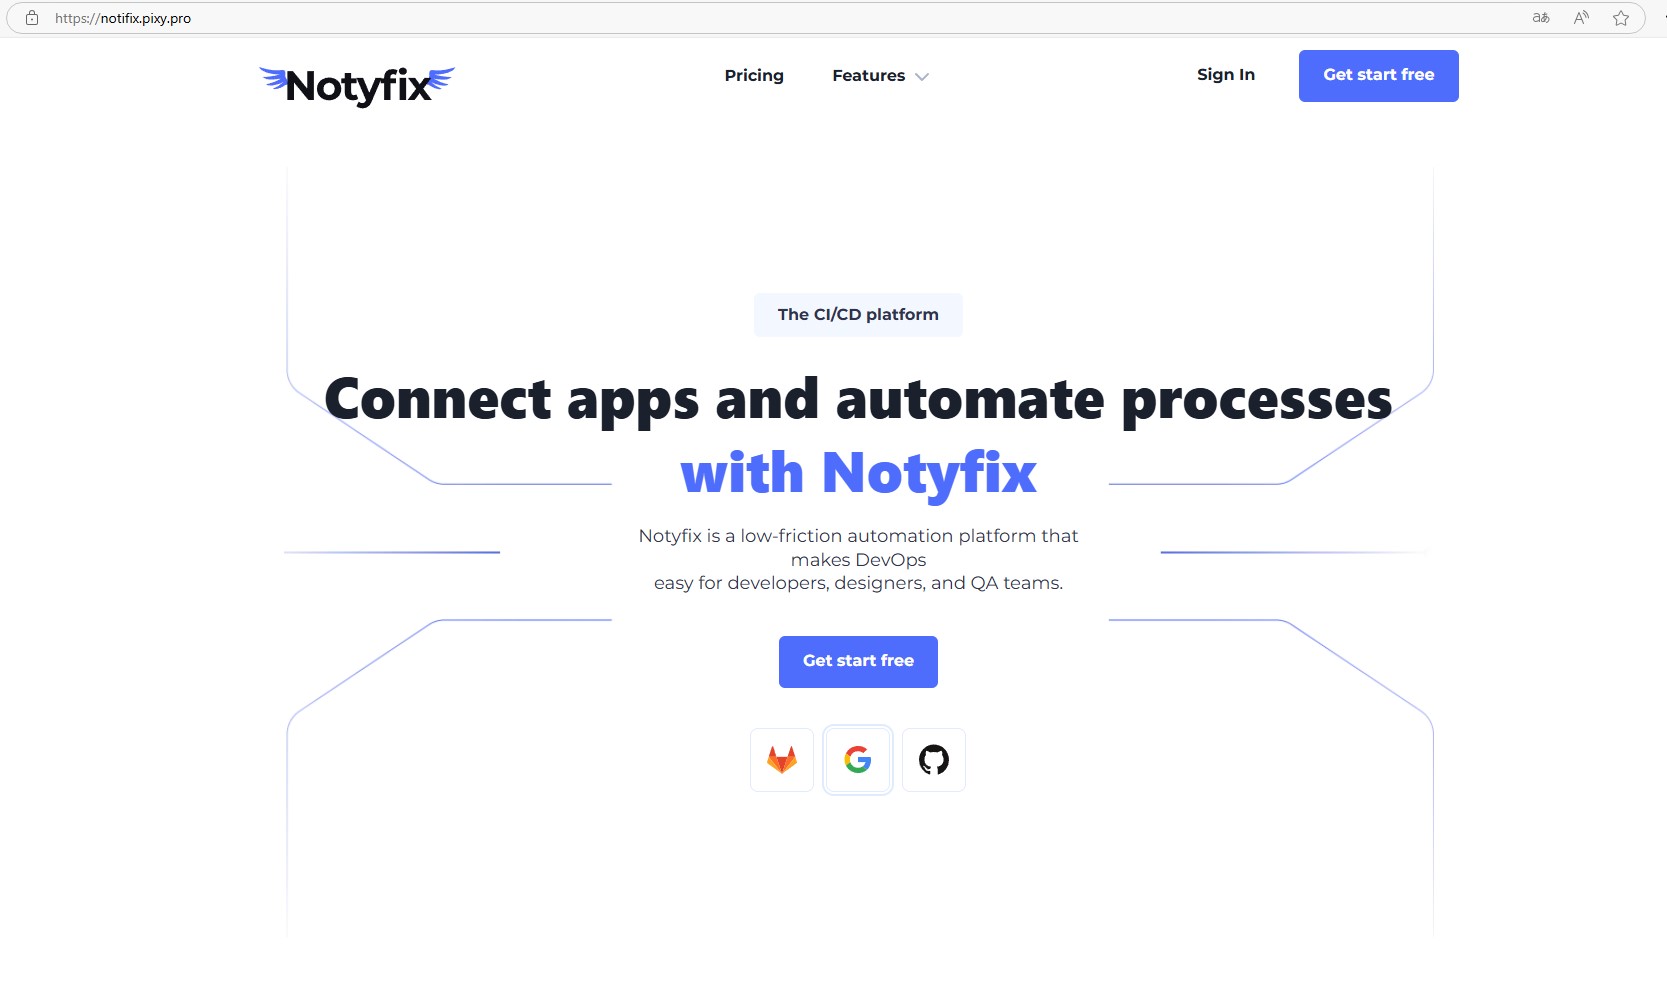 https://notifix.pixy.pro
Notyfix
Pricing
Features
Sign In
Get start free
The CI/CD platform
Connect apps and automate processes
with Notyfix
Notyfix is a low-friction automation platform that
makes DevOps
easy for developers, designers, and QA teams.
Get start free